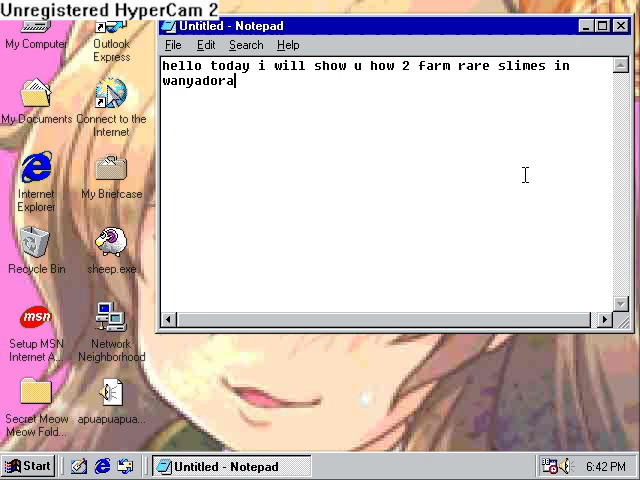 Unregistered HyperCam 2
My Computer
Outlook Express
My Documents
Connect to the Internet
Internet Explorer
My Briefcase
Recycle Bin
sheep.exe
msn
Setup MSN Internet A...
Network Neighborhood
Secret Meow Meow Fold...
apuapuapua...
Untitled - Notepad
File Edit Search Help
hello today i will show u how 2 farm rare slimes in
wanyadora
Start
Untitled - Notepad
6:42 PM